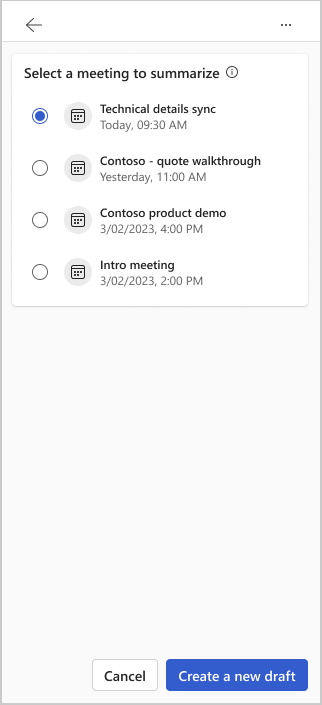 Select a meeting to summarize
Technical details sync
Today, 09:30 AM
Contoso - quote walkthrough
Yesterday, 11:00 AM
Contoso product demo
3/02/2023, 4:00 PM
Intro meeting
3/02/2023, 2:00 PM
Cancel
Create a new draft